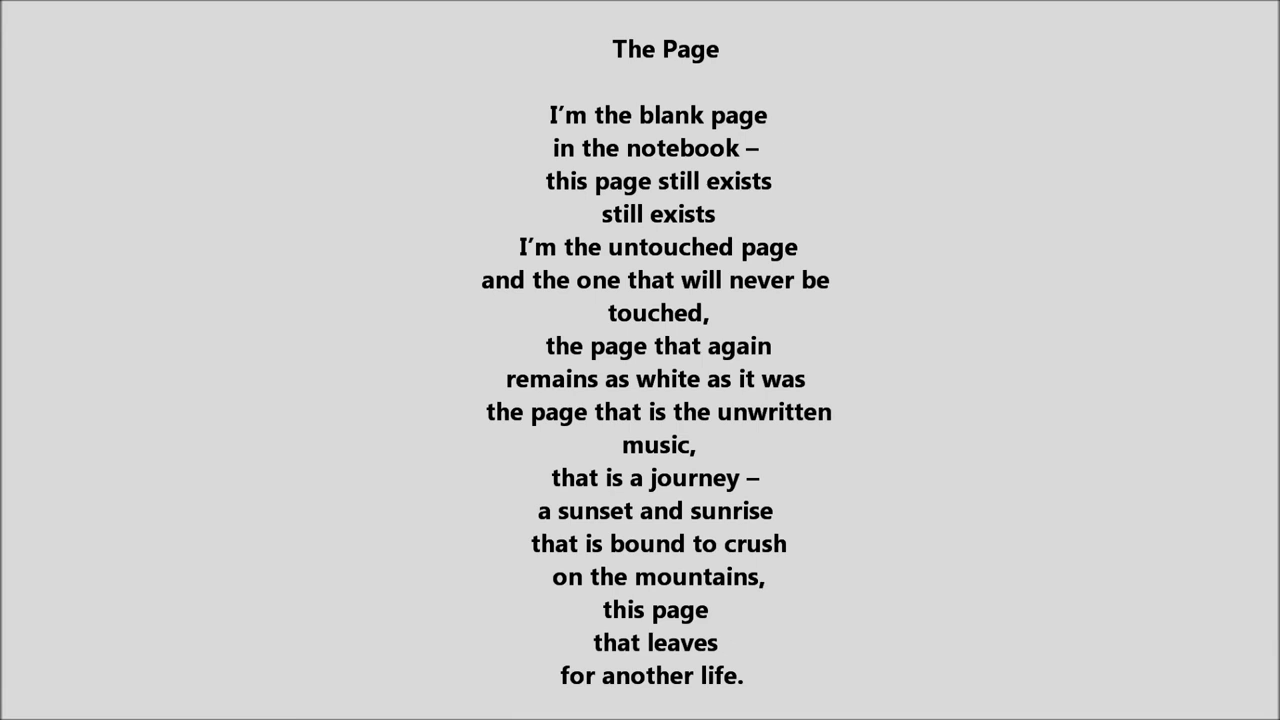 The Page
I’m the blank page
in the notebook –
this page still exists
still exists
I’m the untouched page
and the one that will never be
touched,
the page that again
remains as white as it was
the page that is the unwritten
music,
that is a journey –
a sunset and sunrise
that is bound to crush
on the mountains,
this page
that leaves
for another life.